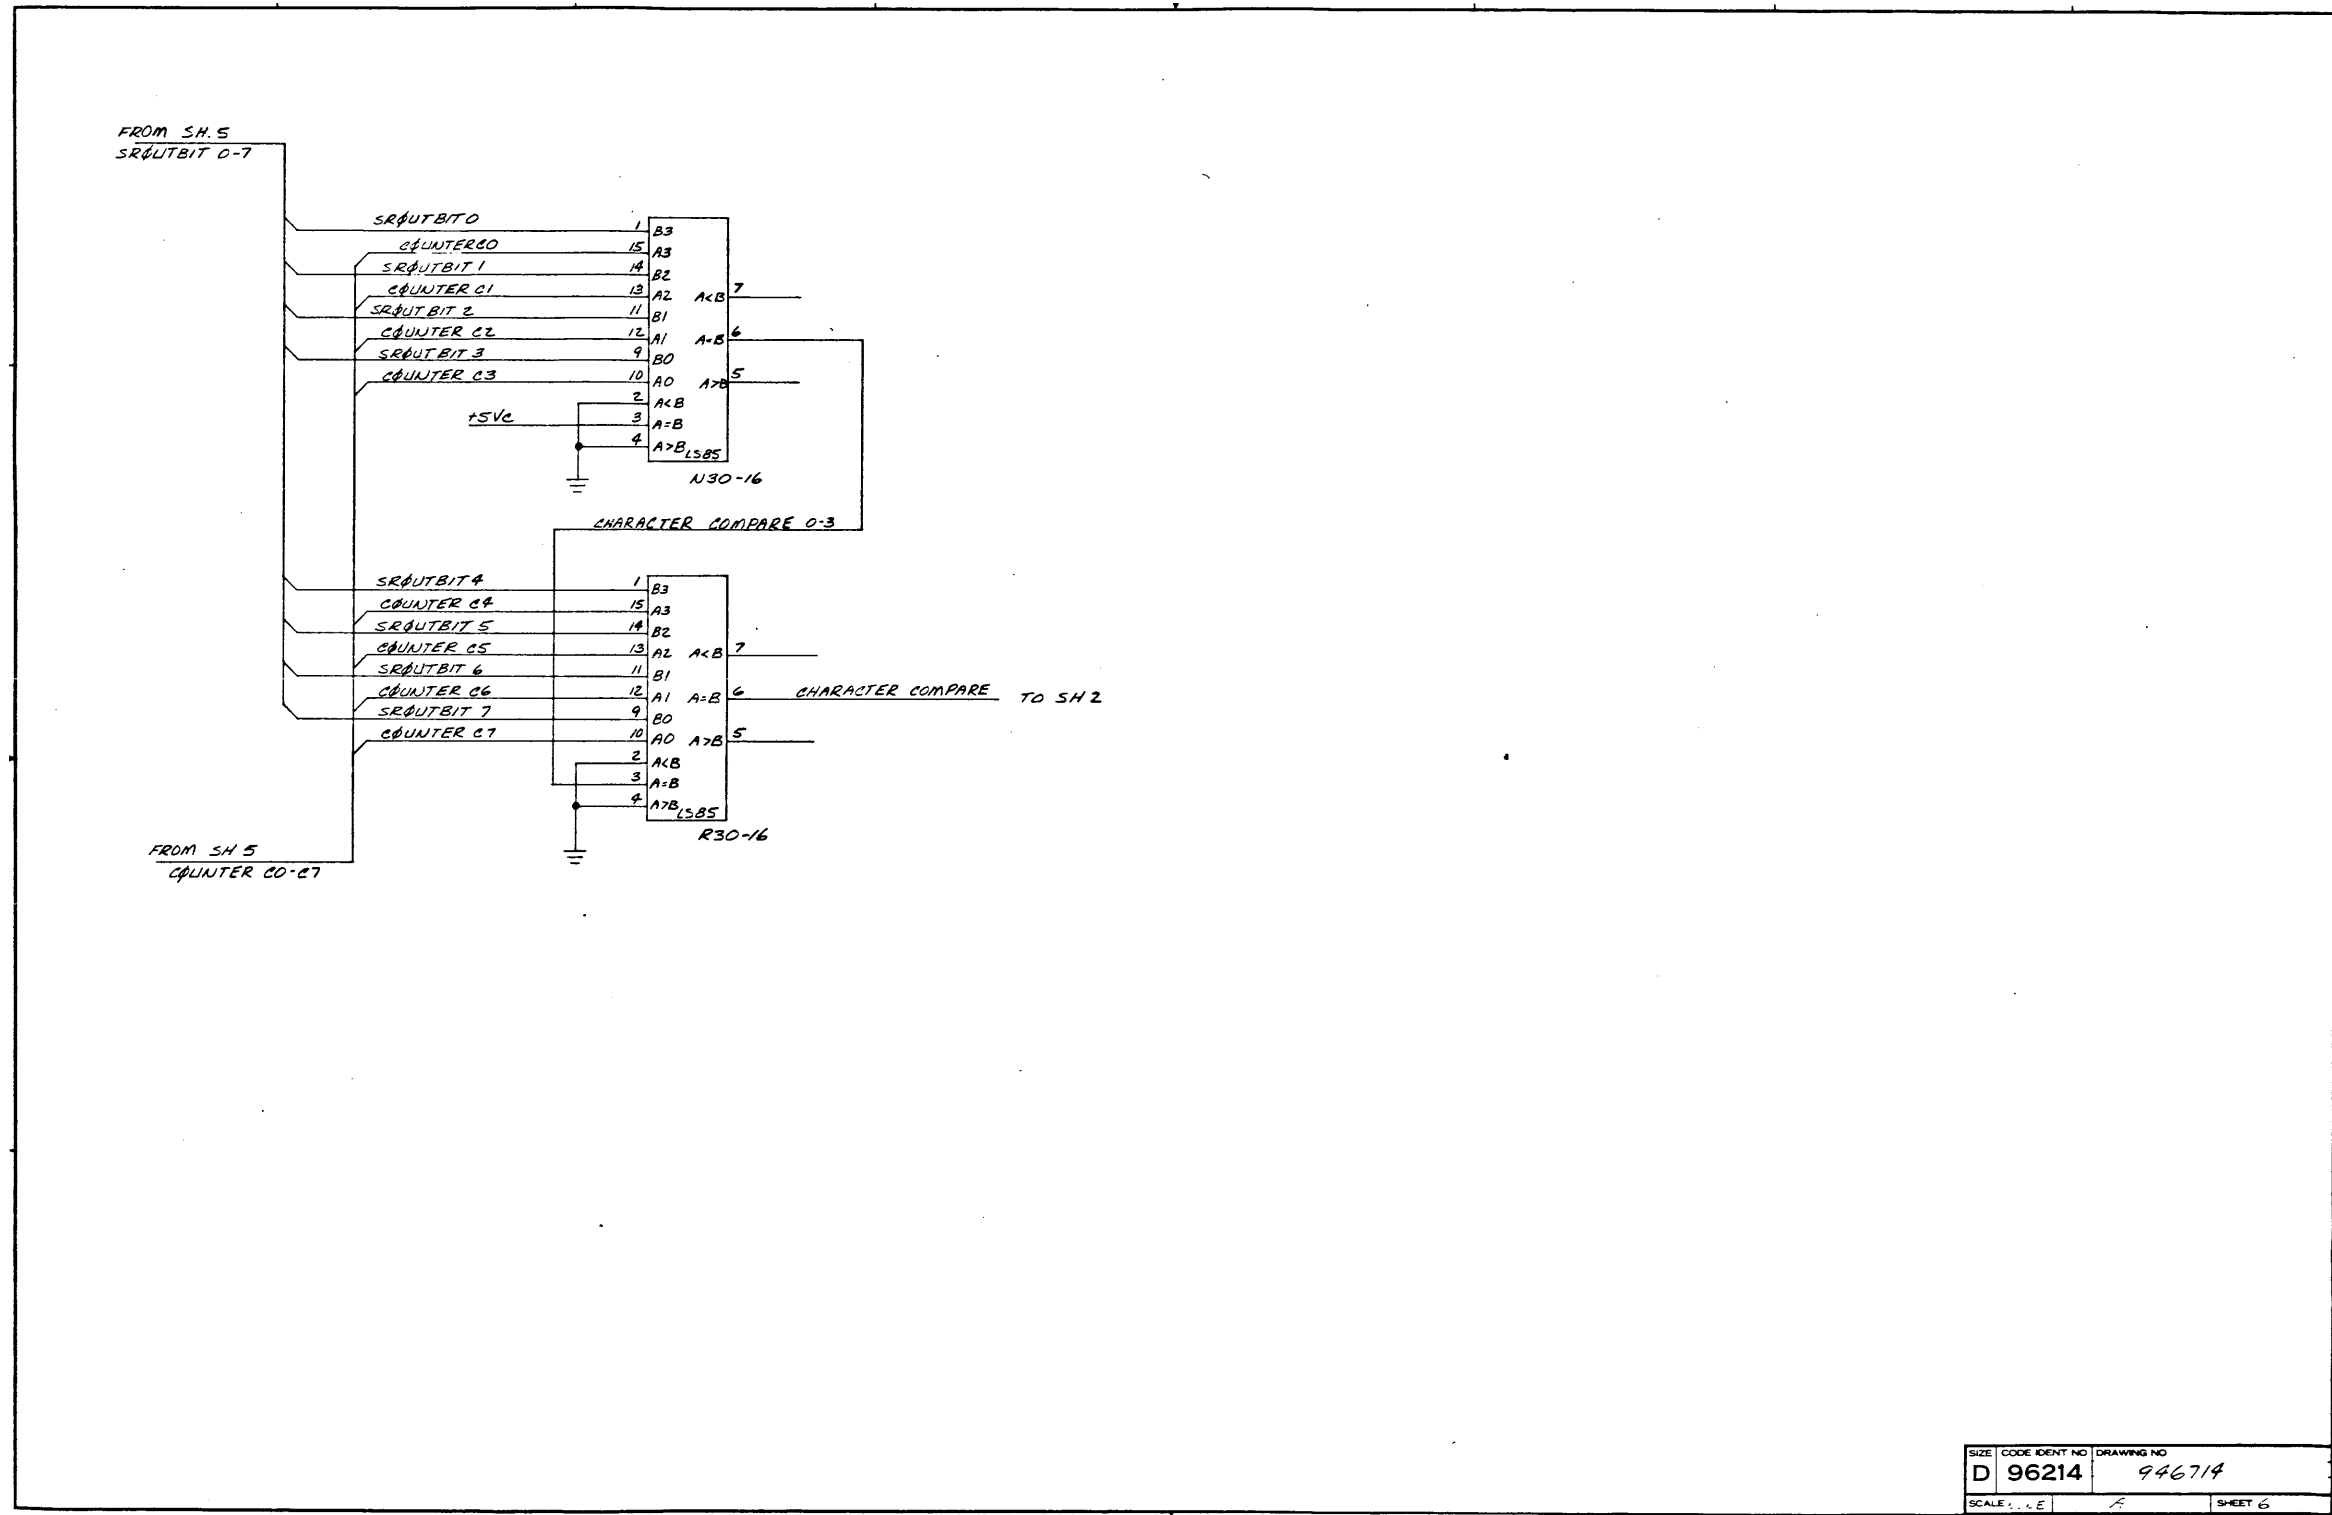 FROM SH. 5
SRØUTBIT 0-7
SRØUTBIT 0
CØUNTER C0
SRØUTBIT 1
CØUNTER C1
SRØUTBIT 2
CØUNTER C2
SRØUTBIT 3
CØUNTER C3
+5VC
1 B3
15 A3
14 B2
13 A2 A<B 7
11 B1
12 A1 A=B 6
9 B0
10 A0 A>B 5
2 A<B
3 A=B
4 A>B LS85
N30-16
CHARACTER COMPARE 0-3
SRØUTBIT 4
CØUNTER C4
SRØUTBIT 5
CØUNTER C5
SRØUTBIT 6
CØUNTER C6
SRØUTBIT 7
CØUNTER C7
1 B3
15 A3
14 B2
13 A2 A<B 7
11 B1
12 A1 A=B 6 CHARACTER COMPARE TO SH 2
9 B0
10 A0 A>B 5
2 A<B
3 A=B
4 A>B LS85
R30-16
FROM SH 5
CØUNTER C0-C7
SIZE CODE IDENT NO DRAWING NO
D 96214 946714
SCALE A SHEET 6